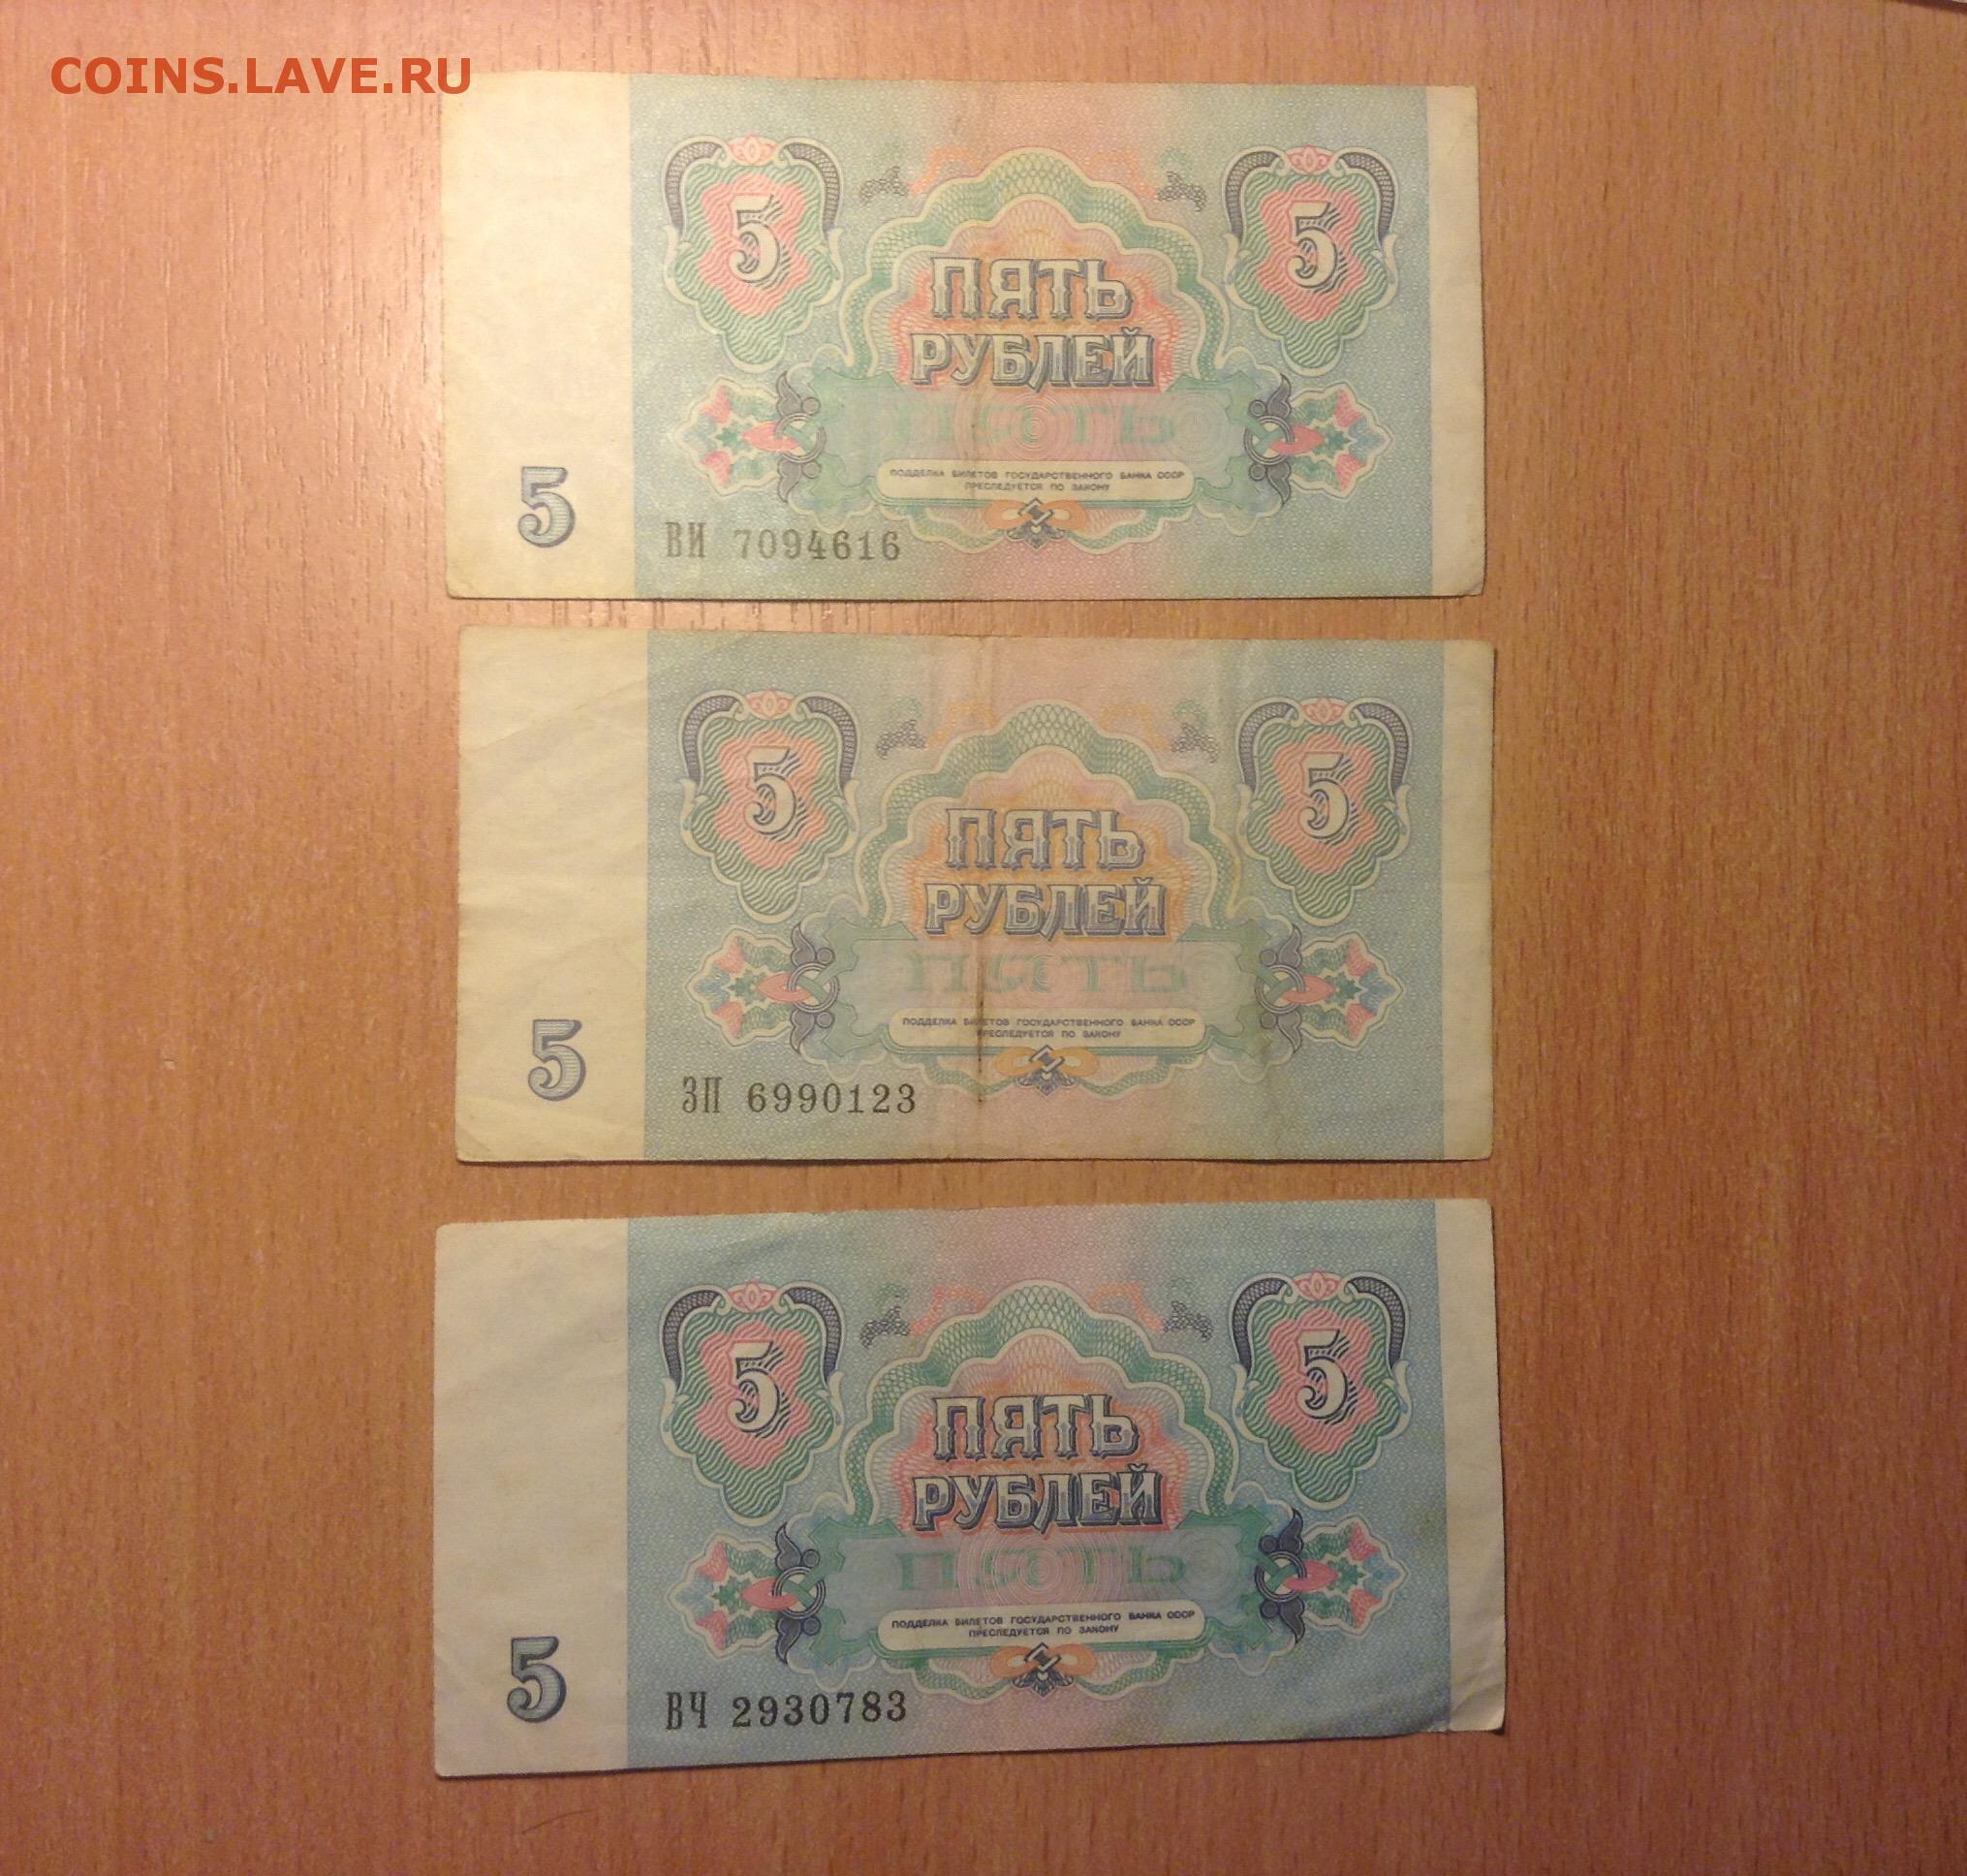 COINS.LAVE.RU
5 5
ПЯТЬ
РУБЛЕЙ
ПЯТЬ
ПОДДЕЛКА БИЛЕТОВ ГОСУДАРСТВЕННОГО БАНКА СССР
ПРЕСЛЕДУЕТСЯ ПО ЗАКОНУ
5
ВИ 7094616
5 5
ПЯТЬ
РУБЛЕЙ
ПЯТЬ
ПОДДЕЛКА БИЛЕТОВ ГОСУДАРСТВЕННОГО БАНКА СССР
ПРЕСЛЕДУЕТСЯ ПО ЗАКОНУ
5
ЗП 6990123
5 5
ПЯТЬ
РУБЛЕЙ
ПЯТЬ
ПОДДЕЛКА БИЛЕТОВ ГОСУДАРСТВЕННОГО БАНКА СССР
ПРЕСЛЕДУЕТСЯ ПО ЗАКОНУ
5
ВЧ 2930783